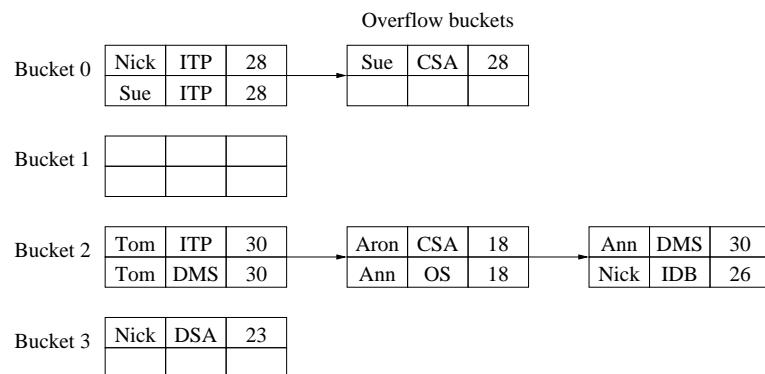 Overflow buckets
Bucket 0
Nick ITP 28
Sue ITP 28
Sue CSA 28
Bucket 1
Bucket 2
Tom ITP 30
Tom DMS 30
Aron CSA 18
Ann OS 18
Ann DMS 30
Nick IDB 26
Bucket 3
Nick DSA 23